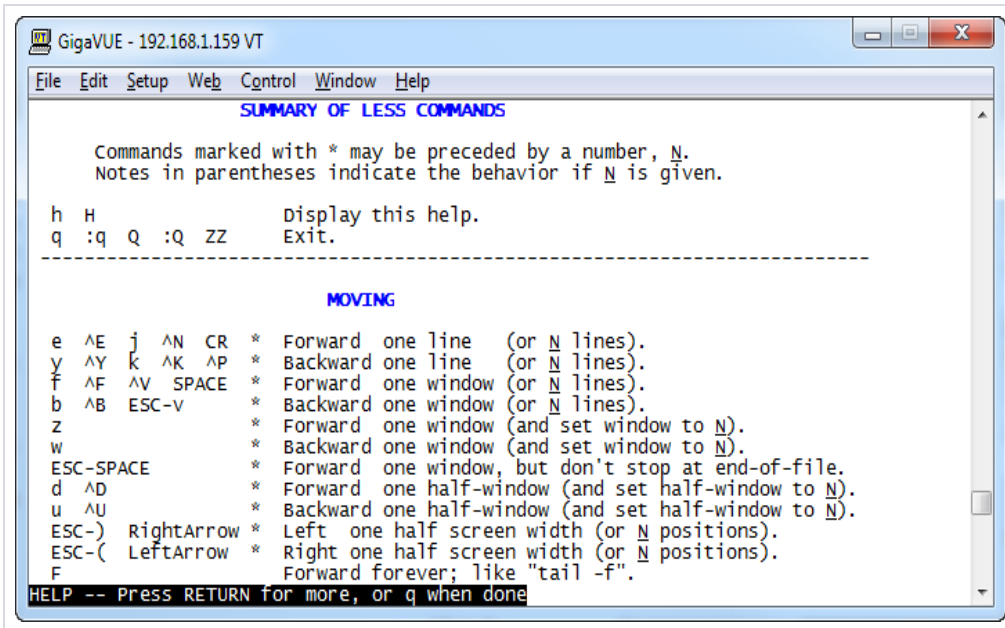 GigaVUE - 192.168.1.159 VT
File Edit Setup Web Control Window Help
SUMMARY OF LESS COMMANDS
Commands marked with * may be preceded by a number, N.
Notes in parentheses indicate the behavior if N is given.
h H Display this help.
q :q Q :Q ZZ Exit.
---------------------------------------------------------------------------
MOVING
e ^E j ^N CR * Forward one line (or N lines).
y ^Y k ^K ^P * Backward one line (or N lines).
f ^F ^V SPACE * Forward one window (or N lines).
b ^B ESC-v * Backward one window (or N lines).
z * Forward one window (and set window to N).
w * Backward one window (and set window to N).
ESC-SPACE * Forward one window, but don't stop at end-of-file.
d ^D * Forward one half-window (and set half-window to N).
u ^U * Backward one half-window (and set half-window to N).
ESC-) RightArrow * Left one half screen width (or N positions).
ESC-( LeftArrow * Right one half screen width (or N positions).
F Forward forever; like "tail -f".
HELP -- Press RETURN for more, or q when done